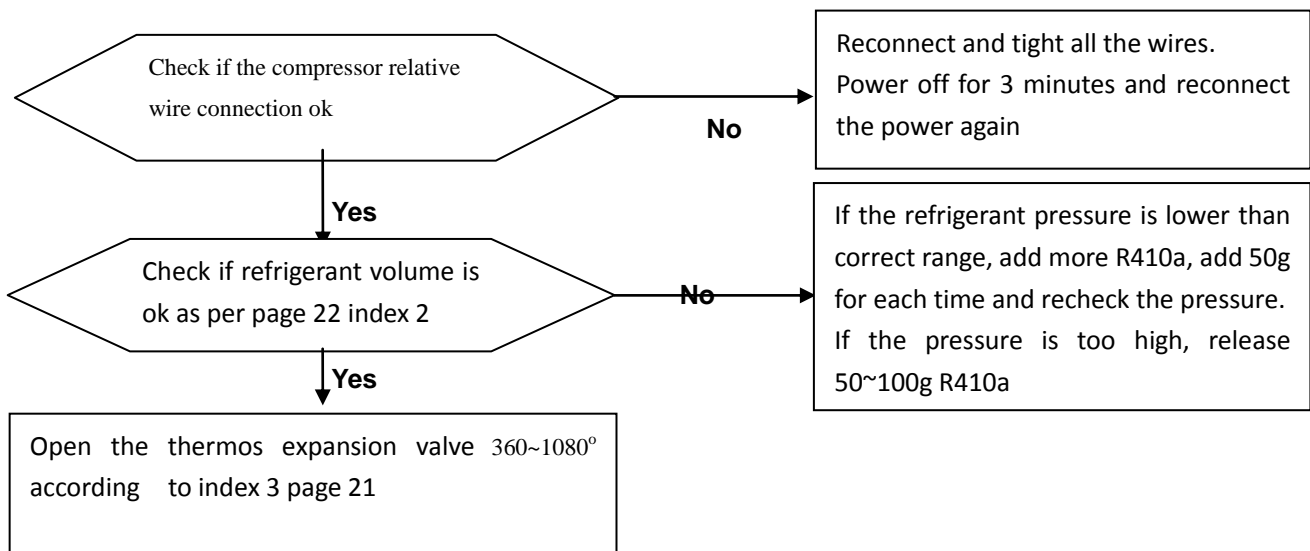 Check if the compressor relative
wire connection ok
No
Reconnect and tight all the wires.
Power off for 3 minutes and reconnect
the power again
Yes
Check if refrigerant volume is
ok as per page 22 index 2
No
If the refrigerant pressure is lower than
correct range, add more R410a, add 50g
for each time and recheck the pressure.
If the pressure is too high, release
50~100g R410a
Yes
Open the thermos expansion valve 360~1080°
according to index 3 page 21